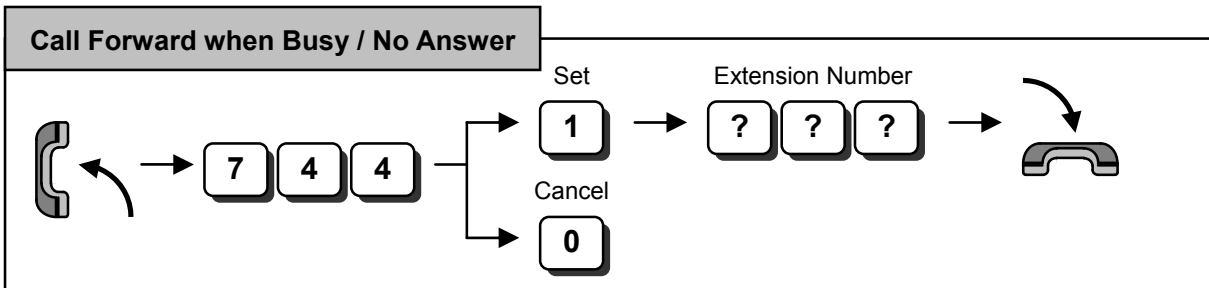 Call Forward when Busy / No Answer
Set
Extension Number
7 4 4
1
? ? ?
Cancel
0